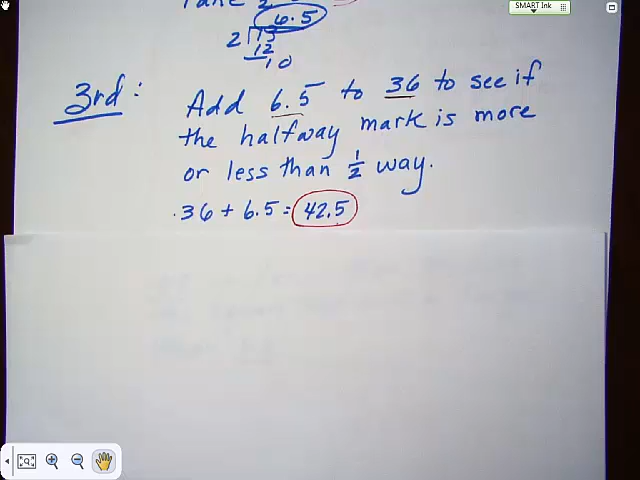 SMART Ink
Take
6.5
2 13
12
10
3rd:
Add 6.5 to 36 to see if
the halfway mark is more
or less than 1/2 way.
36 + 6.5 = 42.5